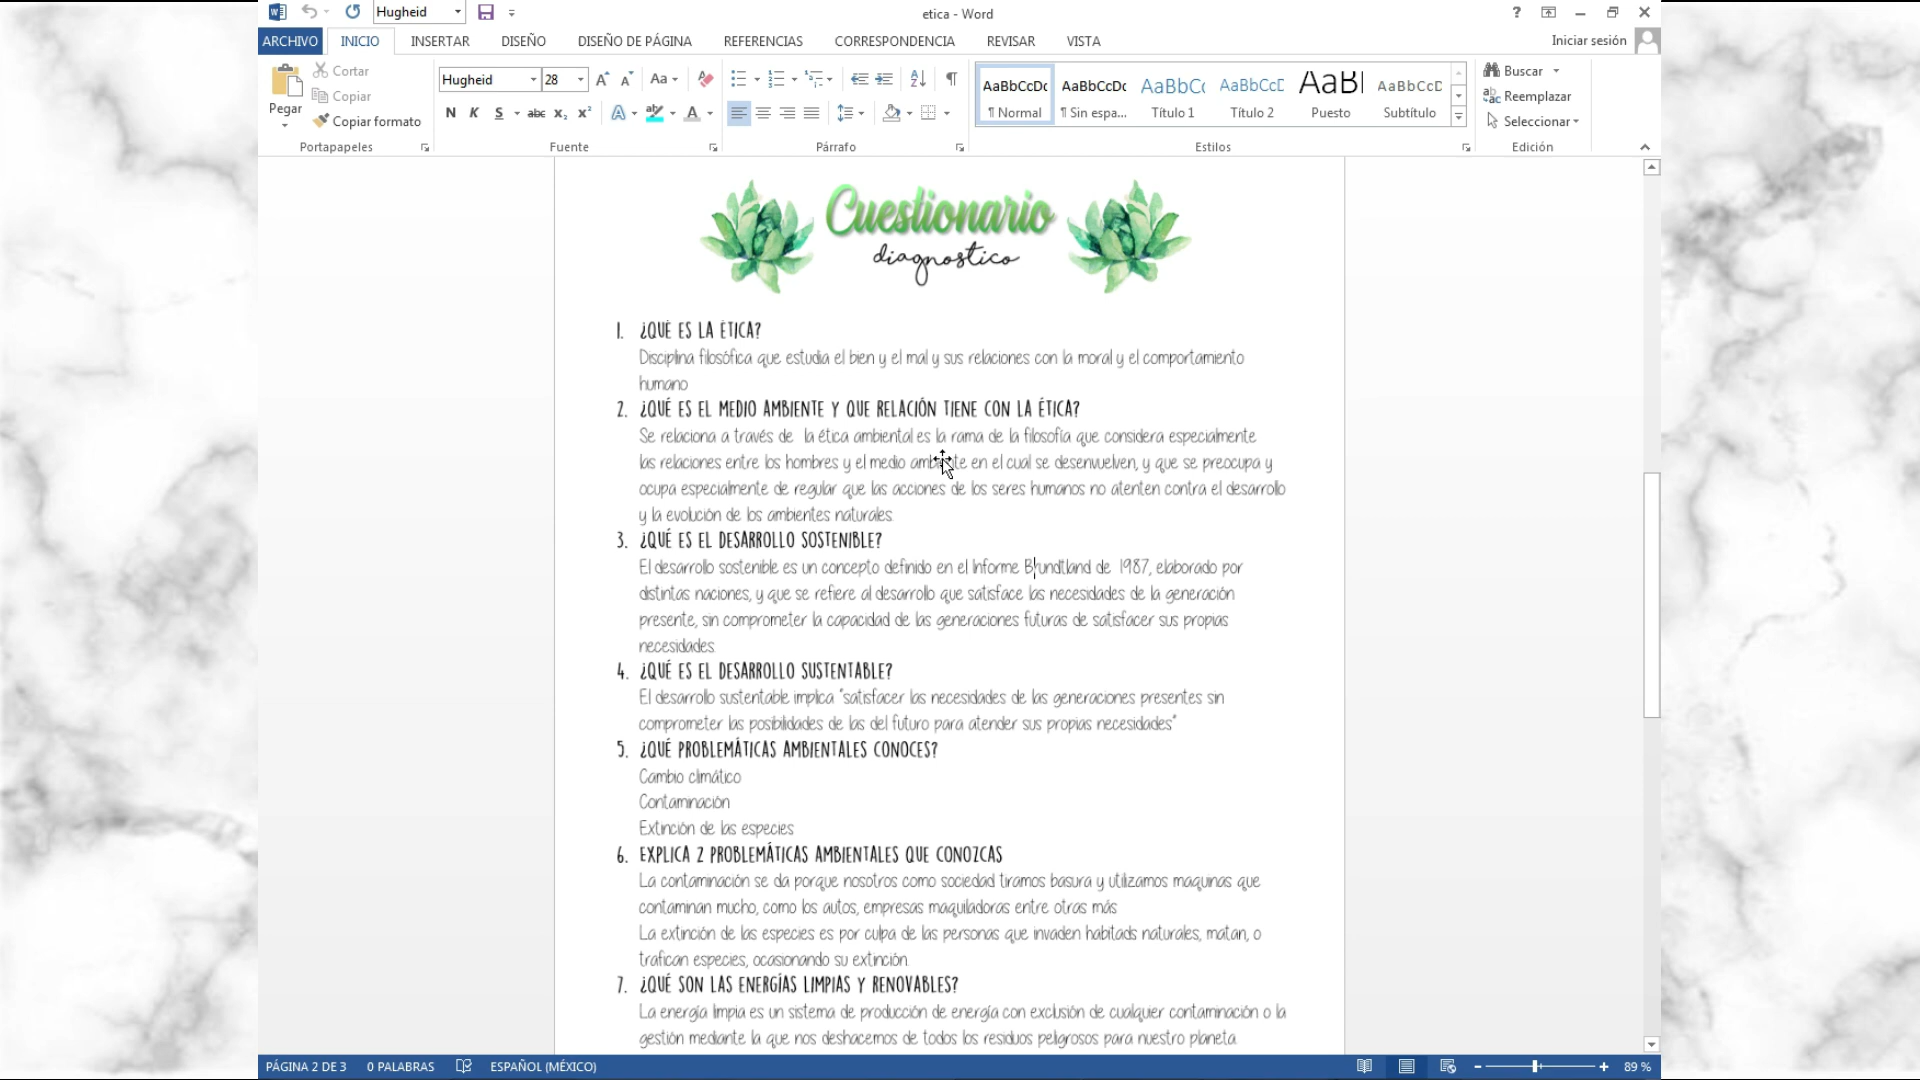 Hugheid
etica - Word
?
ARCHIVO INICIO INSERTAR DISEÑO DISEÑO DE PÁGINA REFERENCIAS CORRESPONDENCIA REVISAR VISTA Iniciar sesión
Pegar
Cortar
Copiar
Copiar formato
Portapapeles
Hugheid 28
N K S abc x₂ x²
Fuente
Párrafo
AaBbCcDc AaBbCcDc AaBbC AaBbCcD AaBl AaBbCcD
¶ Normal ¶ Sin espa... Título 1 Título 2 Puesto Subtítulo
Estilos
Buscar
Reemplazar
Seleccionar
Edición
Cuestionario
diagnostico
1. ¿QUÉ ES LA ÉTICA?
Disciplina filosófica que estudia el bien y el mal y sus relaciones con la moral y el comportamiento
humano
2. ¿QUÉ ES EL MEDIO AMBIENTE Y QUE RELACIÓN TIENE CON LA ÉTICA?
Se relaciona a través de la ética ambiental es la rama de la filosofía que considera especialmente
las relaciones entre los hombres y el medio ambiente en el cual se desenvuelven, y que se preocupa y
ocupa especialmente de regular que las acciones de los seres humanos no atenten contra el desarrollo
y la evolución de los ambientes naturales.
3. ¿QUÉ ES EL DESARROLLO SOSTENIBLE?
El desarrollo sostenible es un concepto definido en el Informe Brundtland de 1987, elaborado por
distintas naciones, y que se refiere al desarrollo que satisface las necesidades de la generación
presente, sin comprometer la capacidad de las generaciones futuras de satisfacer sus propias
necesidades.
4. ¿QUÉ ES EL DESARROLLO SUSTENTABLE?
El desarrollo sustentable implica "satisfacer las necesidades de las generaciones presentes sin
comprometer las posibilidades de las del futuro para atender sus propias necesidades"
5. ¿QUÉ PROBLEMÁTICAS AMBIENTALES CONOCES?
Cambio climático
Contaminación
Extinción de las especies
6. EXPLICA 2 PROBLEMÁTICAS AMBIENTALES QUE CONOZCAS
La contaminación se da porque nosotros como sociedad tiramos basura y utilizamos maquinas que
contaminan mucho, como los autos, empresas maquiladoras entre otras más
La extinción de las especies es por culpa de las personas que invaden habitads naturales, matan, o
trafican especies, ocasionando su extinción.
7. ¿QUÉ SON LAS ENERGÍAS LIMPIAS Y RENOVABLES?
La energía limpia es un sistema de producción de energía con exclusión de cualquier contaminación o la
gestión mediante la que nos deshacemos de todos los residuos peligrosos para nuestro planeta.
PÁGINA 2 DE 3 0 PALABRAS ESPAÑOL (MÉXICO) 89 %